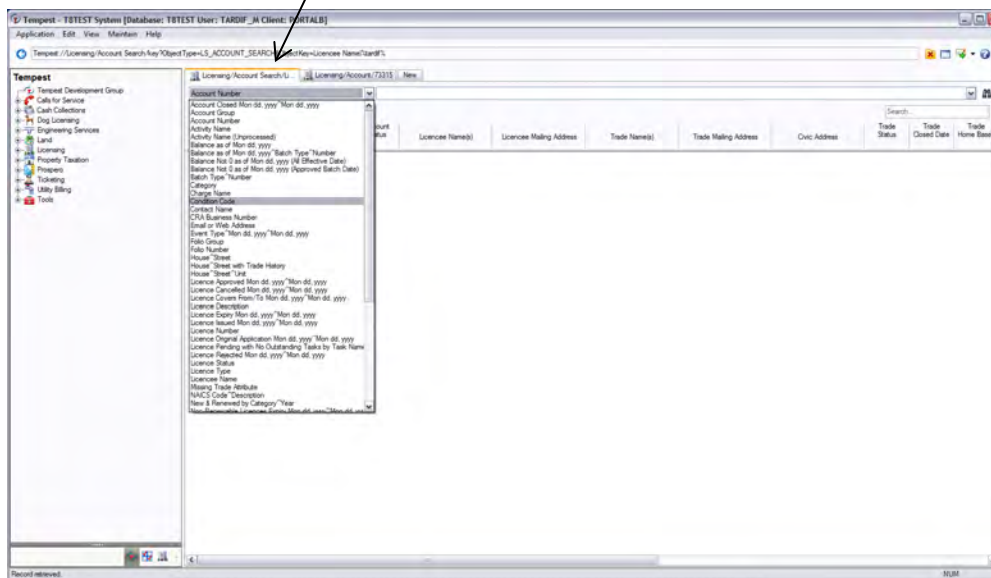 Tempest - T8TEST System [Database: T8TEST User: TARDIF_M Client: PORTALB]
Application Edit View Maintain Help
Tempest://Licensing/Account Search/key?ObjectType=LS_ACCOUNT_SEARCH ObjectKey=Licencee Name|%tardif%
Tempest
Tempest Development Group
Calls for Service
Cash Collections
Dog Licensing
Engineering Services
Land
Licensing
Property Taxation
Prospero
Ticketing
Utility Billing
Tools
Licensing/Account Search/Li... Licensing/Account/73315 New
Account Number
Search...
Licencee Name(s) Licencee Mailing Address Trade Name(s) Trade Mailing Address Civic Address Trade Status Trade Closed Date Trade Home Base
Account Closed Mon dd, yyyy~Mon dd, yyyy
Account Group
Account Number
Activity Name
Activity Name (Unprocessed)
Balance as of Mon dd, yyyy
Balance as of Mon dd, yyyy~Batch Type~Number
Balance Not 0 as of Mon dd, yyyy (All Effective Date)
Balance Not 0 as of Mon dd, yyyy (Approved Batch Date)
Batch Type~Number
Category
Charge Name
Condition Code
Contact Name
CRA Business Number
Email or Web Address
Event Type~Mon dd, yyyy~Mon dd, yyyy
Folio Group
Folio Number
House~Street
House~Street with Trade History
House~Street~Unit
Licence Approved Mon dd, yyyy~Mon dd, yyyy
Licence Cancelled Mon dd, yyyy~Mon dd, yyyy
Licence Covers From/To Mon dd, yyyy~Mon dd, yyyy
Licence Description
Licence Expiry Mon dd, yyyy~Mon dd, yyyy
Licence Issued Mon dd, yyyy~Mon dd, yyyy
Licence Number
Licence Original Application Mon dd, yyyy~Mon dd, yyyy
Licence Pending with No Outstanding Tasks by Task Name
Licence Rejected Mon dd, yyyy~Mon dd, yyyy
Licence Status
Licence Type
Licencee Name
Missing Trade Attribute
NAICS Code~Description
New & Renewed by Category~Year
Non-Renewable Licences Expiry Mon dd, yyyy~Mon dd,
Record retrieved.
NUM